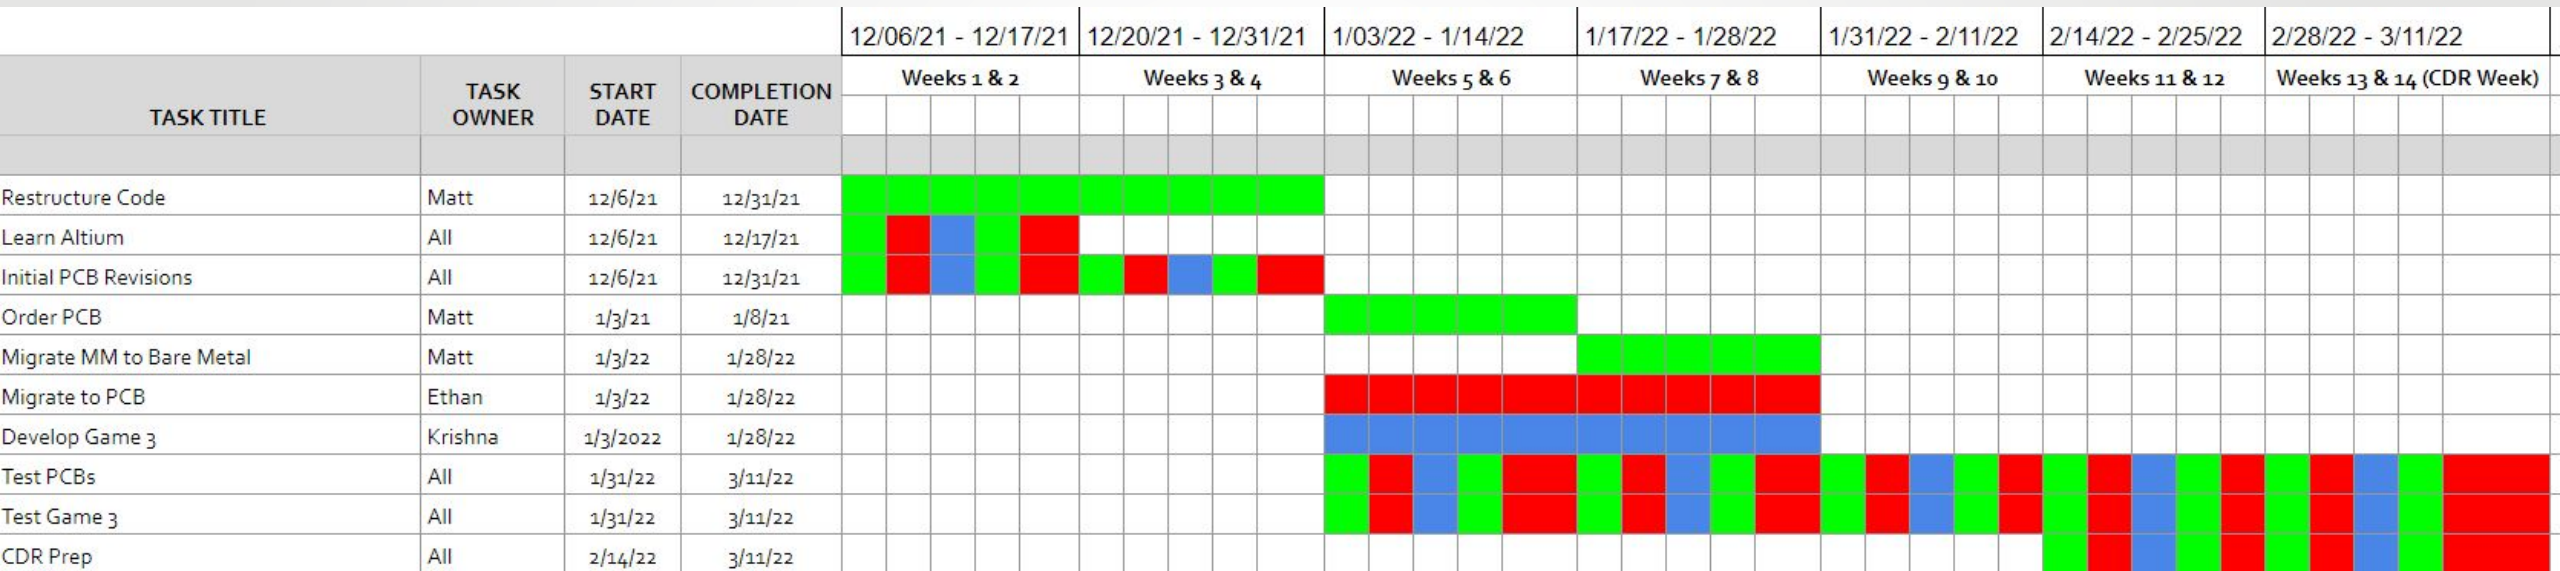 12/06/21 - 12/17/21 12/20/21 - 12/31/21 1/03/22 - 1/14/22 1/17/22 - 1/28/22 1/31/22 - 2/11/22 2/14/22 - 2/25/22 2/28/22 - 3/11/22
Weeks 1 & 2 Weeks 3 & 4 Weeks 5 & 6 Weeks 7 & 8 Weeks 9 & 10 Weeks 11 & 12 Weeks 13 & 14 (CDR Week)
TASK TITLE TASK OWNER START DATE COMPLETION DATE
Restructure Code Matt 12/6/21 12/31/21
Learn Altium All 12/6/21 12/17/21
Initial PCB Revisions All 12/6/21 12/31/21
Order PCB Matt 1/3/21 1/8/21
Migrate MM to Bare Metal Matt 1/3/22 1/28/22
Migrate to PCB Ethan 1/3/22 1/28/22
Develop Game 3 Krishna 1/3/2022 1/28/22
Test PCBs All 1/31/22 3/11/22
Test Game 3 All 1/31/22 3/11/22
CDR Prep All 2/14/22 3/11/22